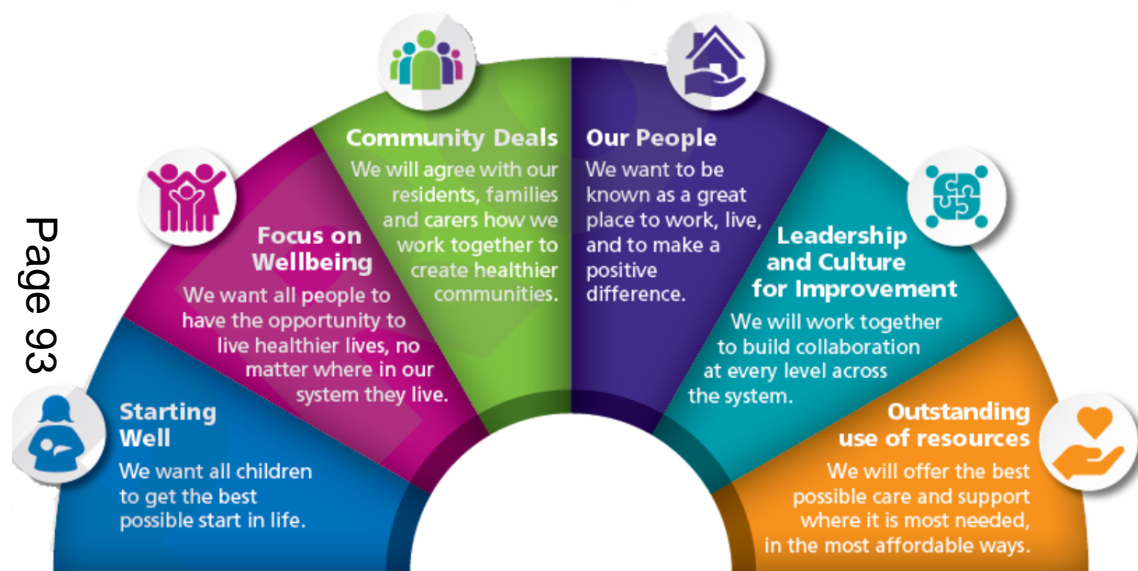 Page 93
Starting
Well
We want all children
to get the best
possible start in life.
Focus on
Wellbeing
We want all people to
have the opportunity to
live healthier lives, no
matter where in our
system they live.
Community Deals
We will agree with our
residents, families
and carers how we
work together to
create healthier
communities.
Our People
We want to be
known as a great
place to work, live,
and to make a
positive
difference.
Leadership
and Culture
for Improvement
We will work together
to build collaboration
at every level across
the system.
Outstanding
use of resources
We will offer the best
possible care and support
where it is most needed,
in the most affordable ways.